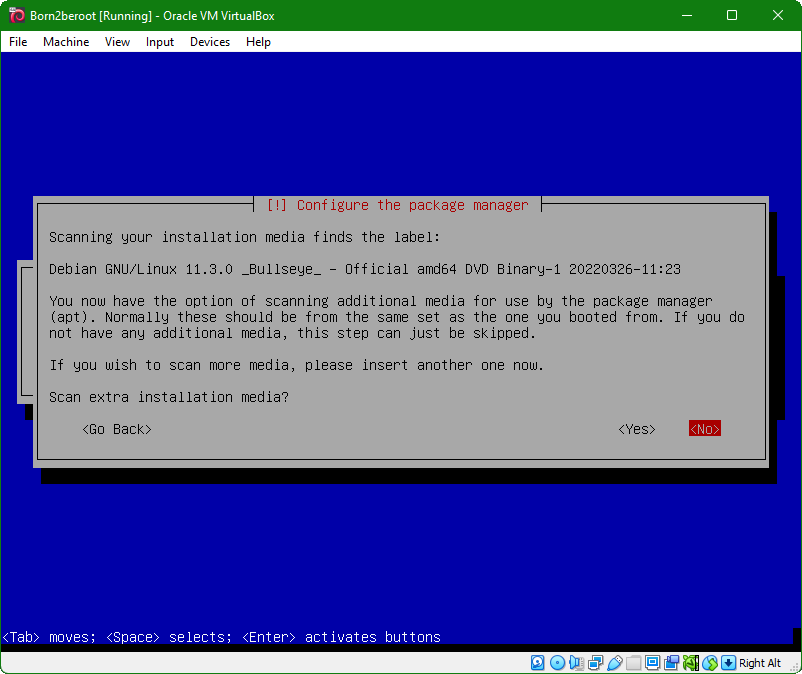 Born2beroot [Running] - Oracle VM VirtualBox
File Machine View Input Devices Help
[!] Configure the package manager
Scanning your installation media finds the label:
Debian GNU/Linux 11.3.0 _Bullseye_ - Official amd64 DVD Binary-1 20220326-11:23
You now have the option of scanning additional media for use by the package manager
(apt). Normally these should be from the same set as the one you booted from. If you do
not have any additional media, this step can just be skipped.
If you wish to scan more media, please insert another one now.
Scan extra installation media?
<Go Back> <Yes> <No>
<Tab> moves; <Space> selects; <Enter> activates buttons
Right Alt